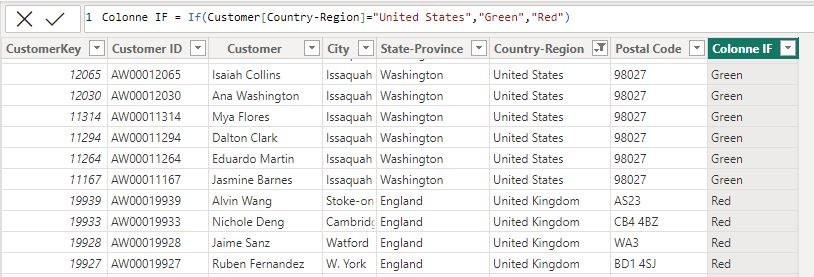 1 Colonne IF = If(Customer[Country-Region]="United States","Green","Red")
CustomerKey Customer ID Customer City State-Province Country-Region Postal Code Colonne IF
12065 AW00012065 Isaiah Collins Issaquah Washington United States 98027 Green
12030 AW00012030 Ana Washington Issaquah Washington United States 98027 Green
11314 AW00011314 Mya Flores Issaquah Washington United States 98027 Green
11294 AW00011294 Dalton Clark Issaquah Washington United States 98027 Green
11264 AW00011264 Eduardo Martin Issaquah Washington United States 98027 Green
11167 AW00011167 Jasmine Barnes Issaquah Washington United States 98027 Green
19939 AW00019939 Alvin Wang Stoke-on England United Kingdom AS23 Red
19933 AW00019933 Nichole Deng Cambridg England United Kingdom CB4 4BZ Red
19928 AW00019928 Jaime Sanz Watford England United Kingdom WA3 Red
19927 AW00019927 Ruben Fernandez W. York England United Kingdom BD1 4SJ Red